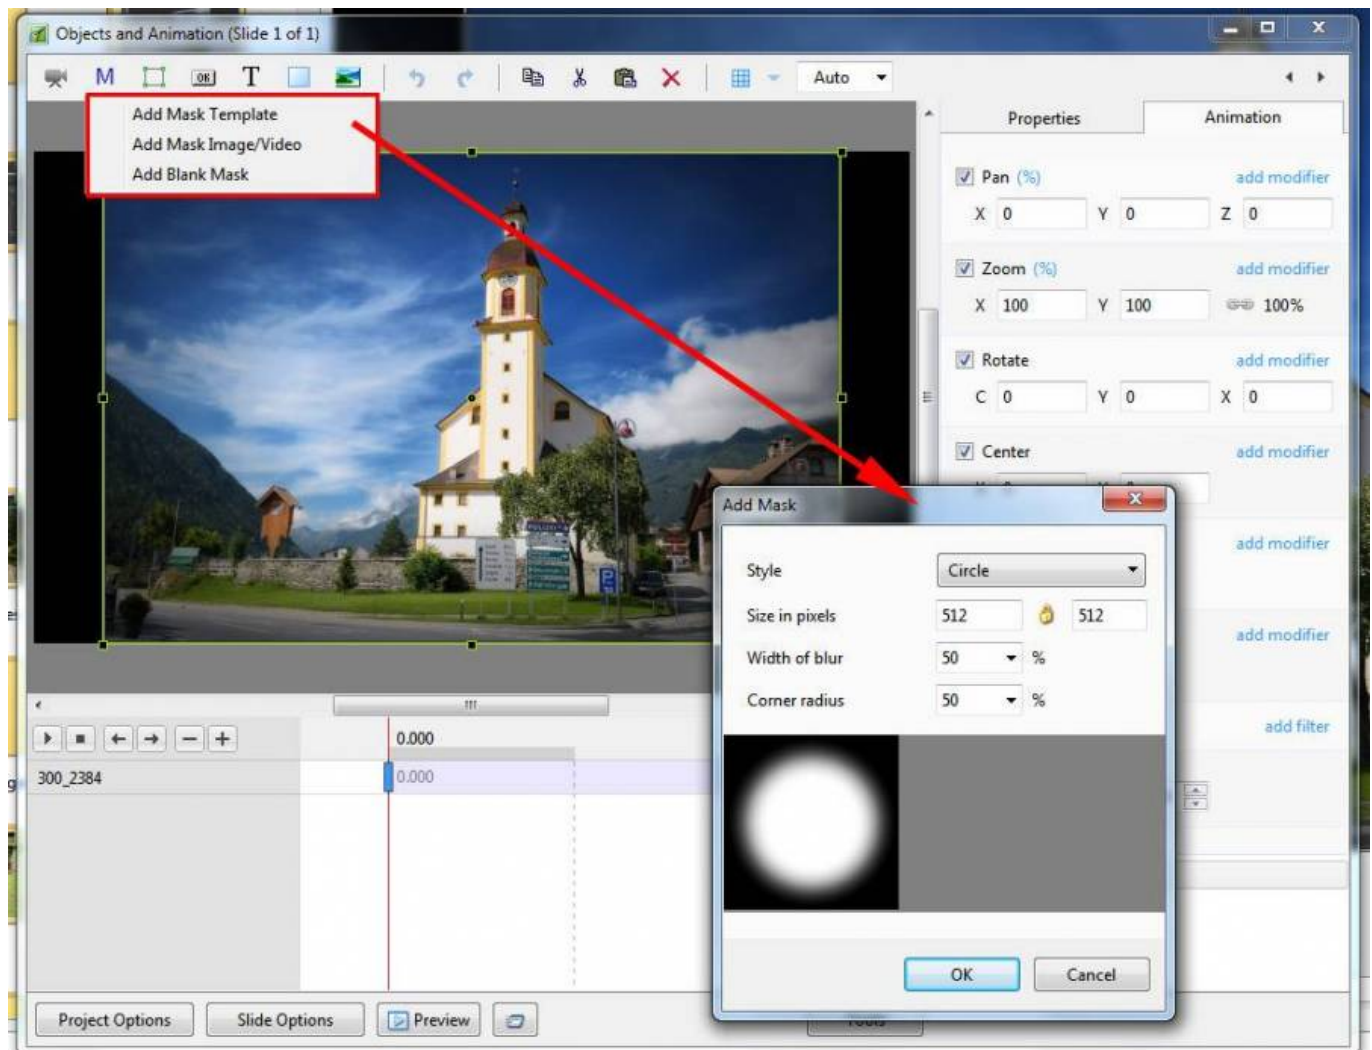 Objects and Animation (Slide 1 of 1)
M OK T Auto
Add Mask Template
Add Mask Image/Video
Add Blank Mask
Properties Animation
Pan (%) add modifier
X 0 Y 0 Z 0
Zoom (%) add modifier
X 100 Y 100 100%
Rotate add modifier
C 0 Y 0 X 0
Center add modifier
Add Mask
add modifier
Style Circle
Size in pixels 512 512
add modifier
Width of blur 50 %
Corner radius 50 %
add filter
0.000
300_2384 0.000
OK Cancel
Project Options Slide Options Preview Tools
P